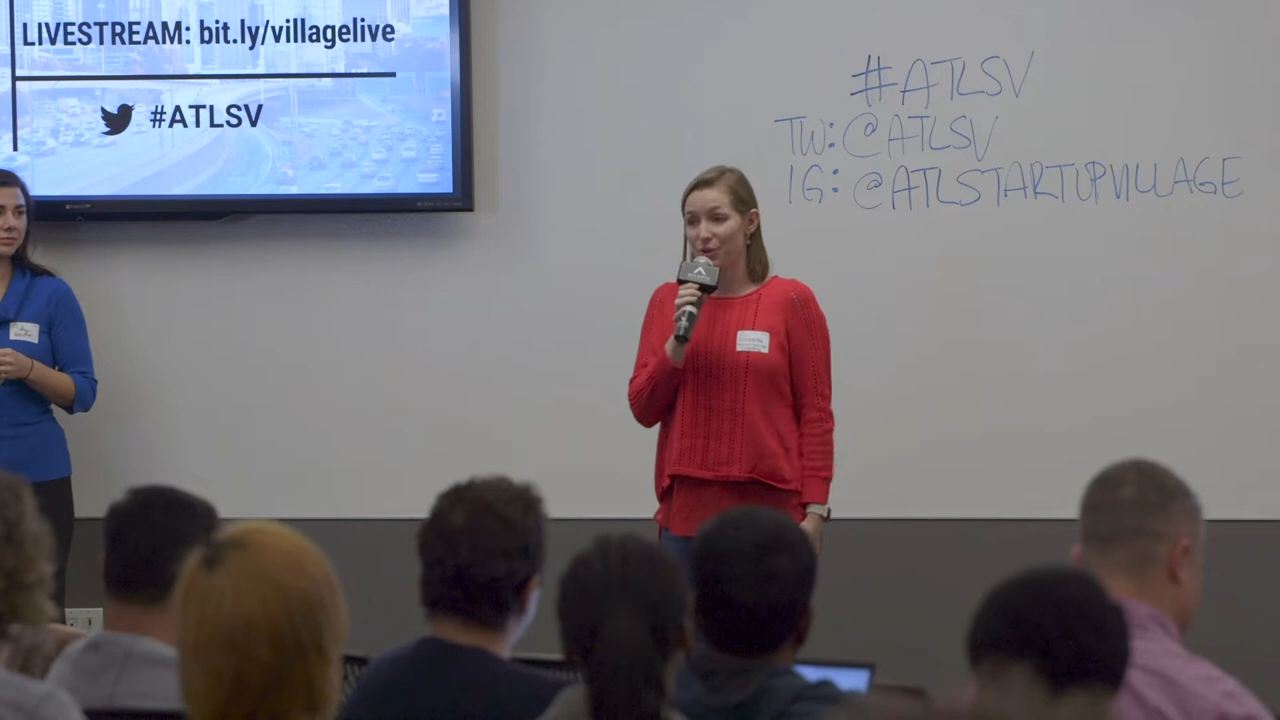 LIVESTREAM: bit.ly/villagelive
#ATLSV
#ATLSV
TW: @ATLSV
IG: @ATLSTARTUPVILLAGE